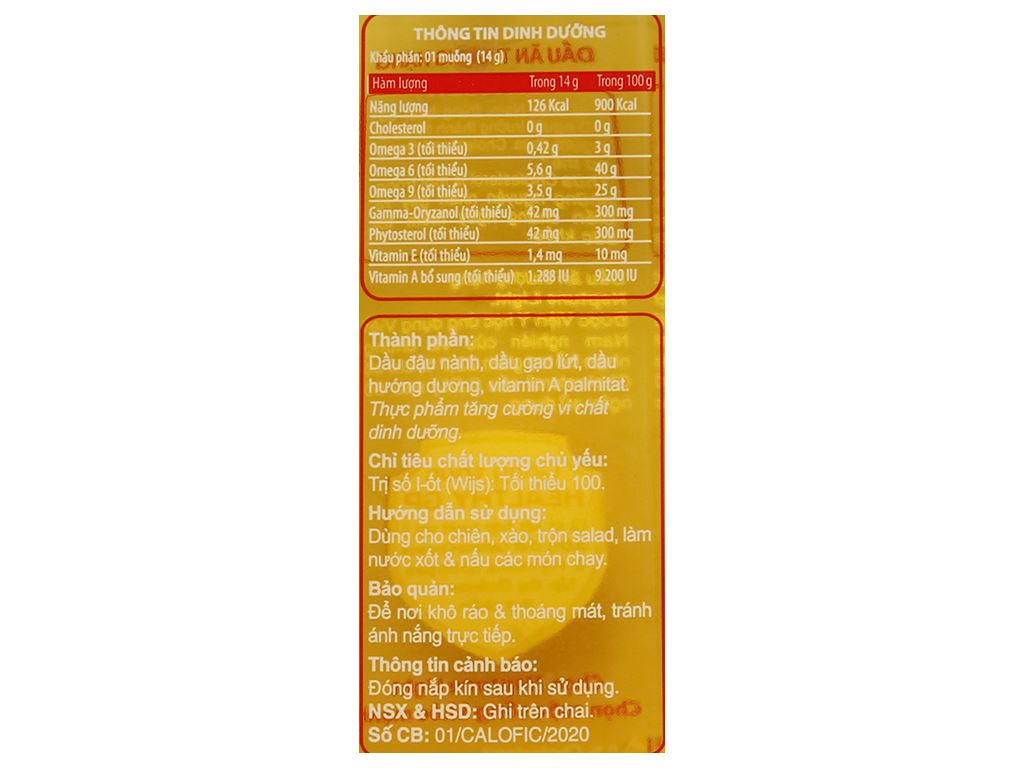 THÔNG TIN DINH DƯỠNG
Khẩu phần: 01 muỗng (14 g)
Hàm lượng Trong 14 g Trong 100 g
Năng lượng 126 Kcal 900 Kcal
Cholesterol 0 g 0 g
Omega 3 (tối thiểu) 0,42 g 3 g
Omega 6 (tối thiểu) 5,6 g 40 g
Omega 9 (tối thiểu) 3,5 g 25 g
Gamma-Oryzanol (tối thiểu) 42 mg 300 mg
Phytosterol (tối thiểu) 42 mg 300 mg
Vitamin E (tối thiểu) 1,4 mg 10 mg
Vitamin A bổ sung (tối thiểu) 1.288 IU 9.200 IU
Thành phần:
Dầu đậu nành, dầu gạo lứt, dầu
hướng dương, vitamin A palmitat.
Thực phẩm tăng cường vi chất
dinh dưỡng.
Chỉ tiêu chất lượng chủ yếu:
Trị số I-ốt (Wijs): Tối thiểu 100.
Hướng dẫn sử dụng:
Dùng cho chiên, xào, trộn salad, làm
nước xốt & nấu các món chay.
Bảo quản:
Để nơi khô ráo & thoáng mát, tránh
ánh nắng trực tiếp.
Thông tin cảnh báo:
Đóng nắp kín sau khi sử dụng.
NSX & HSD: Ghi trên chai.
Số CB: 01/CALOFIC/2020